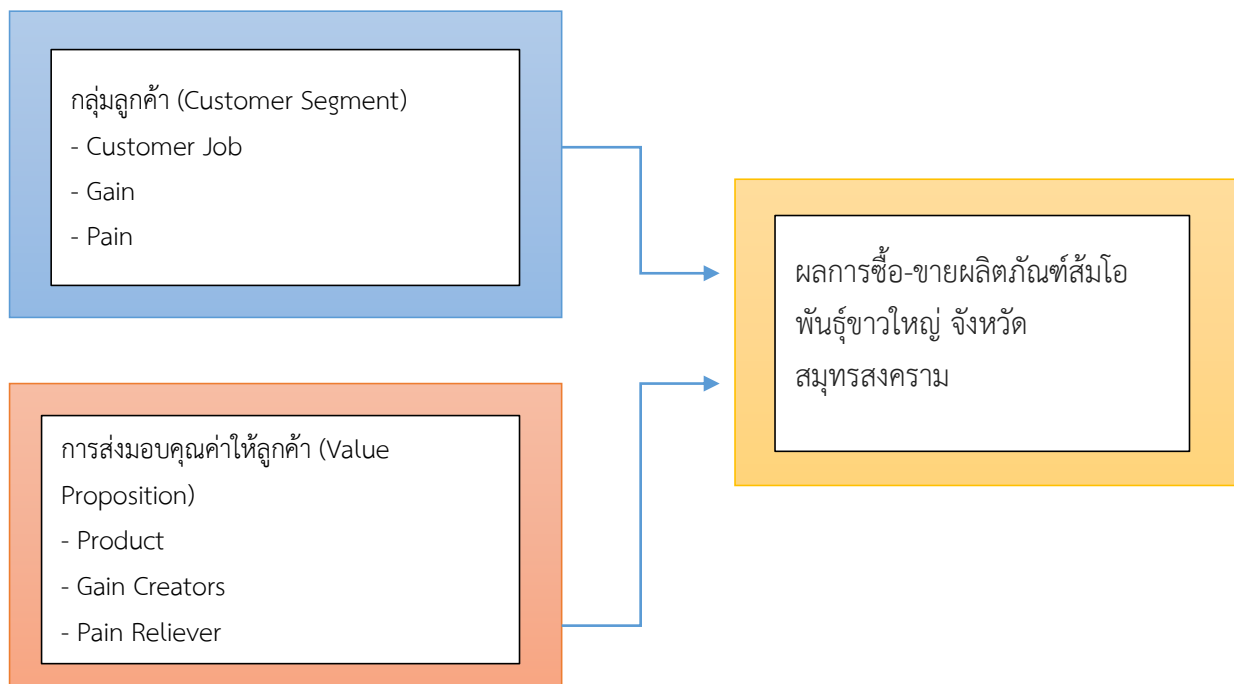 กลุ่มลูกค้า (Customer Segment)
- Customer Job
- Gain
- Pain
การส่งมอบคุณค่าให้ลูกค้า (Value
Proposition)
- Product
- Gain Creators
- Pain Reliever
ผลการซื้อ-ขายผลิตภัณฑ์ส้มโอ
พันธุ์ขาวใหญ่ จังหวัด
สมุทรสงคราม